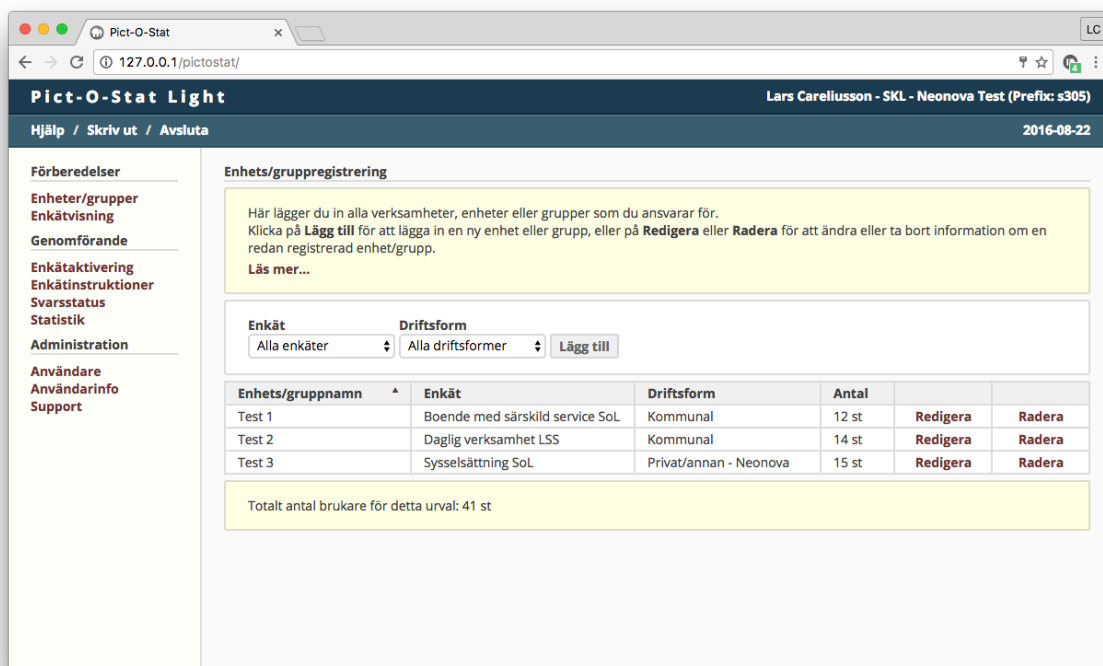 Pict-O-Stat
LC
127.0.0.1/pictostat/
4
Pict-O-Stat Light
Lars Careliusson - SKL - Neonova Test (Prefix: s305)
Hjälp / Skriv ut / Avsluta
2016-08-22
Förberedelser
Enheter/grupper
Enkätvisning
Genomförande
Enkätaktivering
Enkätinstruktioner
Svarsstatus
Statistik
Administration
Användare
Användarinfo
Support
Enhets/gruppregistrering
Här lägger du in alla verksamheter, enheter eller grupper som du ansvarar för.
Klicka på Lägg till för att lägga in en ny enhet eller grupp, eller på Redigera eller Radera för att ändra eller ta bort information om en
redan registrerad enhet/grupp.
Läs mer...
Enkät Driftsform
Alla enkäter Alla driftsformer Lägg till
Enhets/gruppnamn Enkät Driftsform Antal
Test 1 Boende med särskild service SoL Kommunal 12 st Redigera Radera
Test 2 Daglig verksamhet LSS Kommunal 14 st Redigera Radera
Test 3 Sysselsättning SoL Privat/annan - Neonova 15 st Redigera Radera
Totalt antal brukare för detta urval: 41 st